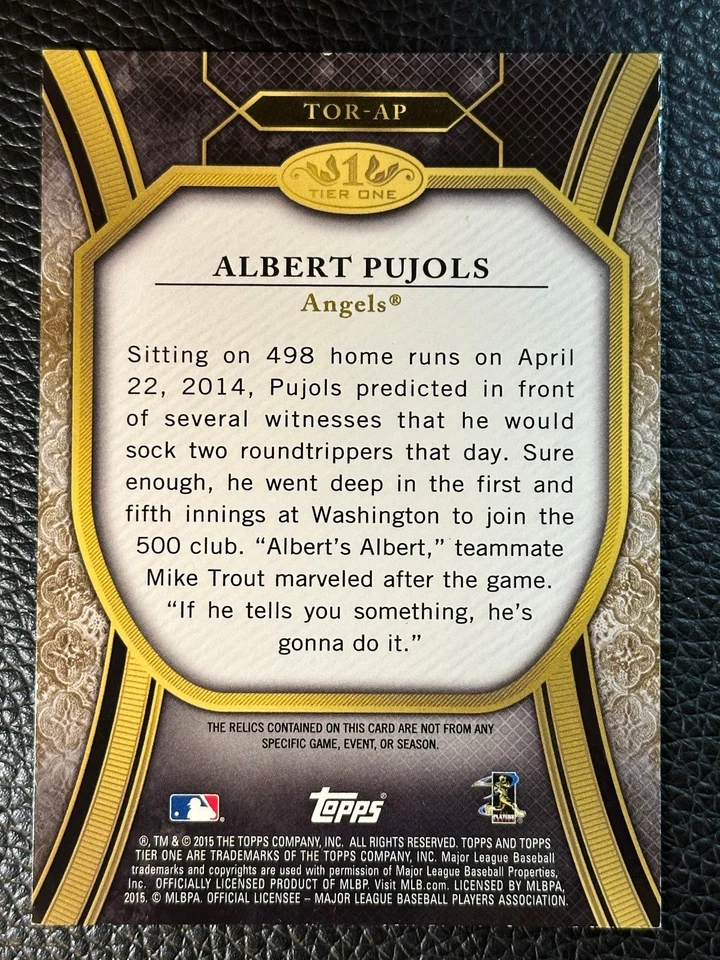 TOR-AP
1
TIER ONE
ALBERT PUJOLS
Angels®
Sitting on 498 home runs on April
22, 2014, Pujols predicted in front
of several witnesses that he would
sock two roundtrippers that day. Sure
enough, he went deep in the first and
fifth innings at Washington to join the
500 club. “Albert’s Albert,” teammate
Mike Trout marveled after the game.
“If he tells you something, he’s
gonna do it.”
THE RELICS CONTAINED ON THIS CARD ARE NOT FROM ANY
SPECIFIC GAME, EVENT, OR SEASON.
Topps®
PLAYERS
®, TM & © 2015 THE TOPPS COMPANY, INC. ALL RIGHTS RESERVED. TOPPS AND TOPPS
TIER ONE ARE TRADEMARKS OF THE TOPPS COMPANY, INC. Major League Baseball
trademarks and copyrights are used with permission of Major League Baseball Properties,
Inc. OFFICIALLY LICENSED PRODUCT OF MLBP. Visit MLB.com. LICENSED BY MLBPA,
2015. © MLBPA. OFFICIAL LICENSEE – MAJOR LEAGUE BASEBALL PLAYERS ASSOCIATION.